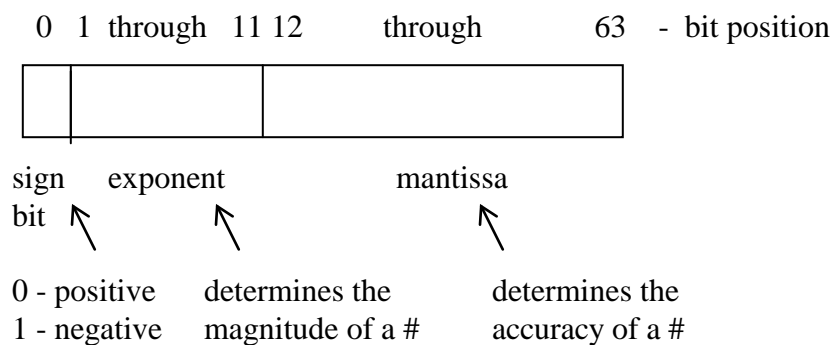 0 1 through 11 12 through 63 - bit position
sign exponent mantissa
bit
0 - positive determines the determines the
1 - negative magnitude of a # accuracy of a #